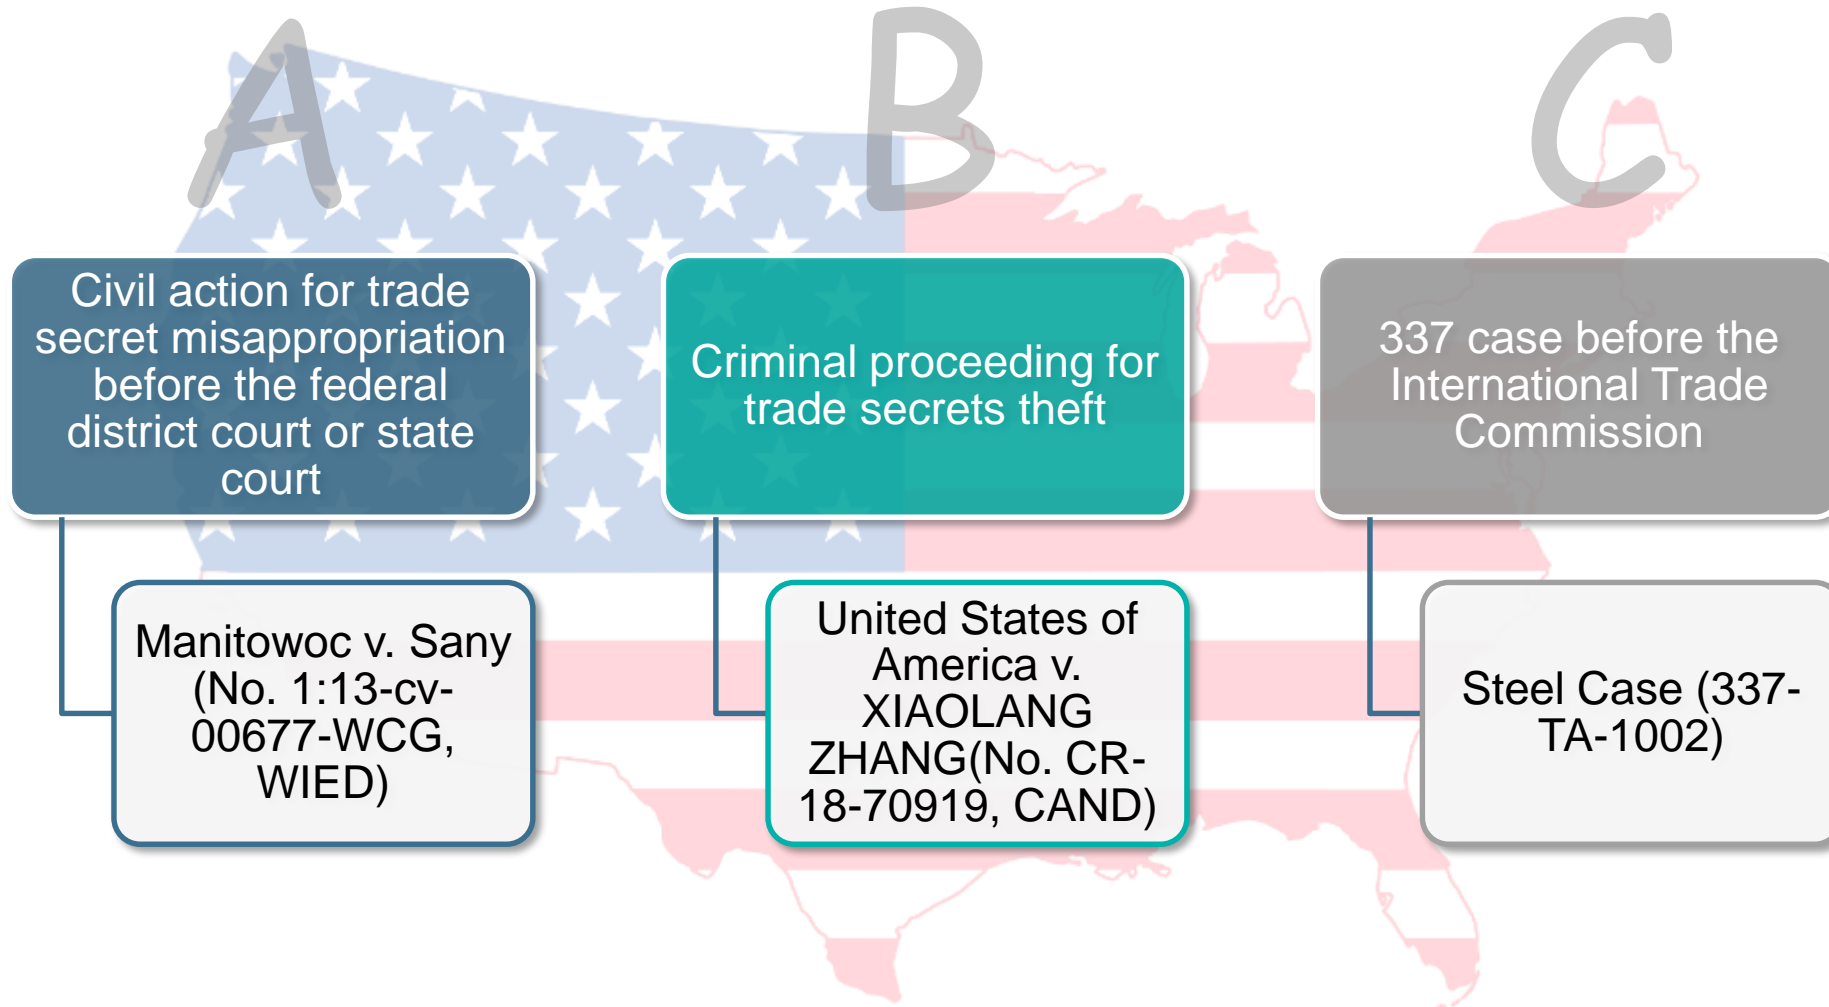 A
B
C
Civil action for trade
secret misappropriation
before the federal
district court or state
court
Criminal proceeding for
trade secrets theft
337 case before the
International Trade
Commission
Manitowoc v. Sany
(No. 1:13-cv-
00677-WCG,
WIED)
United States of
America v.
XIAOLANG
ZHANG(No. CR-
18-70919, CAND)
Steel Case (337-
TA-1002)